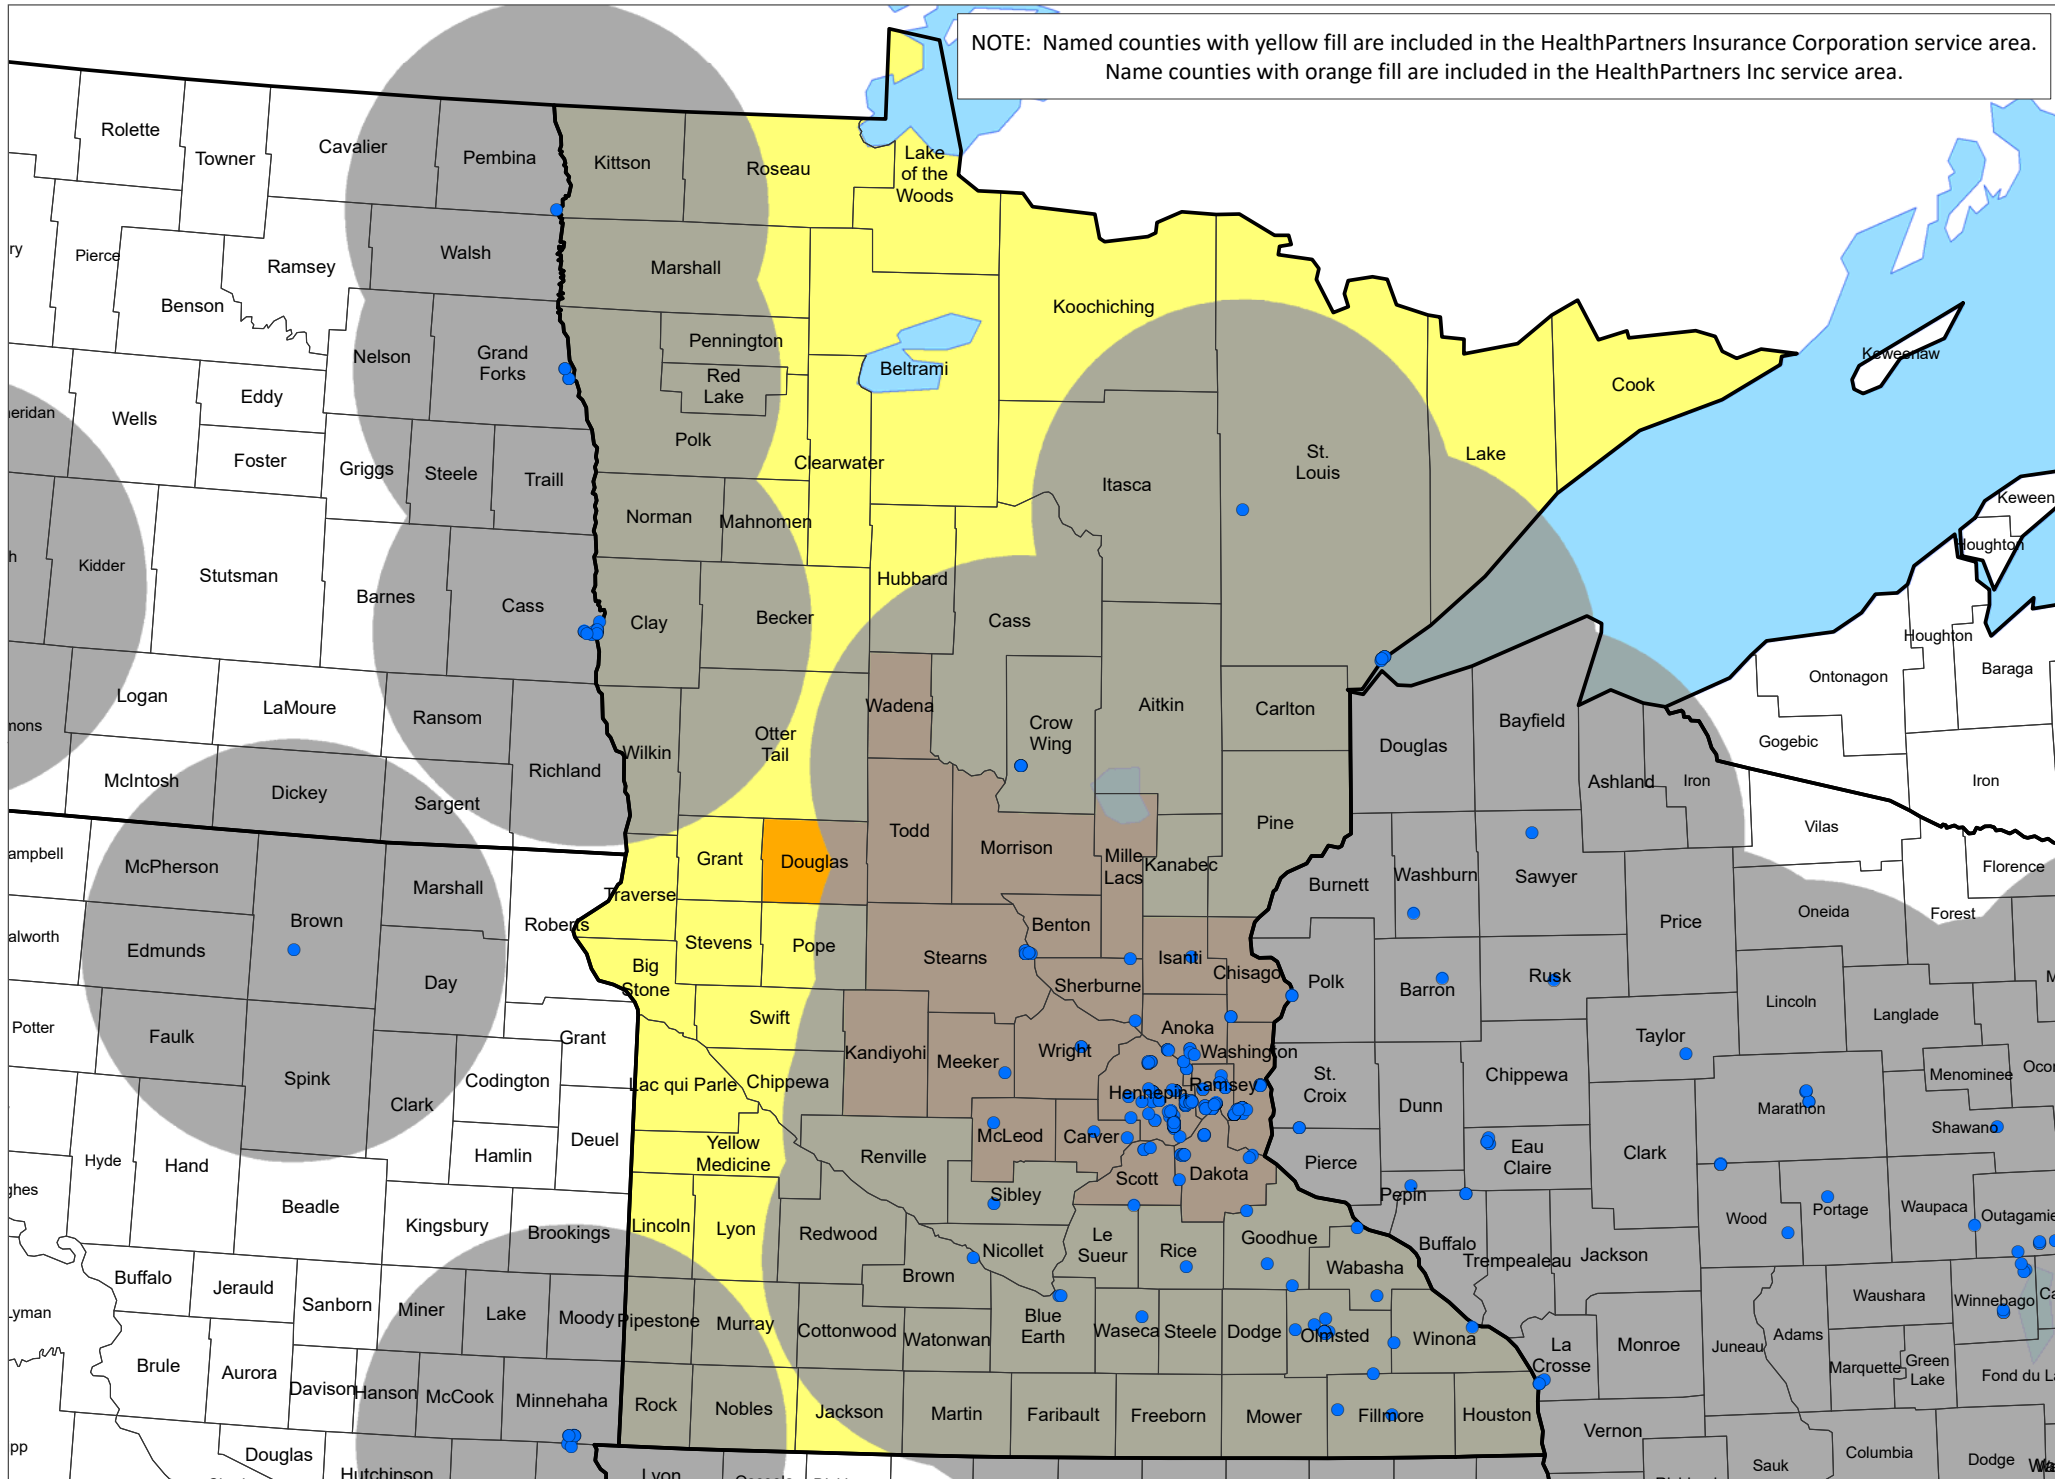 NOTE: Named counties with yellow fill are included in the HealthPartners Insurance Corporation service area.
Name counties with orange fill are included in the HealthPartners Inc service area.
Rolette
Towner
Cavalier
Pembina
Kittson
Roseau
Lake
of the
Woods
Pierce
Ramsey
Walsh
Marshall
Benson
Koochiching
Nelson
Grand
Forks
Pennington
Red
Lake
Beltrami
Cook
Keweenaw
Wells
Eddy
Foster
Griggs
Steele
Traill
Polk
Clearwater
Itasca
St.
Louis
Lake
Keween
Houghton
Kidder
Stutsman
Barnes
Cass
Norman
Mahnomen
Clay
Becker
Hubbard
Cass
Houghton
Baraga
Ontonagon
Gogebic
Iron
Logan
LaMoure
Ransom
Richland
Wilkin
Otter
Tail
Wadena
Crow
Wing
Aitkin
Carlton
Douglas
Bayfield
Ashland
Iron
McIntosh
Dickey
Sargent
Todd
Morrison
Mille
Lacs
Kanabec
Pine
Vilas
Florence
Forest
Oneida
McPherson
Brown
Marshall
Roberts
Traverse
Grant
Douglas
Burnett
Washburn
Sawyer
Price
Edmunds
Day
Big
Stone
Stevens
Pope
Stearns
Benton
Sherburne
Isanti
Chisago
Polk
Barron
Rusk
Lincoln
Langlade
Taylor
Potter
Faulk
Spink
Clark
Codington
Grant
Swift
Kandiyohi
Meeker
Wright
Anoka
Washington
Hennepin
Ramsey
St.
Croix
Dunn
Chippewa
Menominee
Marathon
Shawano
Lac qui Parle
Chippewa
Hyde
Hand
Hamlin
Deuel
Yellow
Medicine
Renville
McLeod
Carver
Scott
Dakota
Pierce
Pepin
Eau
Claire
Clark
Wood
Portage
Waupaca
Outagamie
Beadle
Kingsbury
Brookings
Lincoln
Lyon
Redwood
Sibley
Nicollet
Le
Sueur
Rice
Goodhue
Wabasha
Buffalo
Trempealeau
Jackson
Buffalo
Jerauld
Sanborn
Miner
Lake
Moody
Pipestone
Murray
Cottonwood
Brown
Watonwan
Blue
Earth
Waseca
Steele
Dodge
Olmsted
Winona
La
Crosse
Monroe
Juneau
Adams
Waushara
Winnebago
Marquette
Green
Lake
Brule
Aurora
Davison
Hanson
McCook
Minnehaha
Rock
Nobles
Jackson
Martin
Faribault
Freeborn
Mower
Fillmore
Houston
Vernon
Columbia
Dodge
Sauk
Douglas
Hutchinson
Lyon